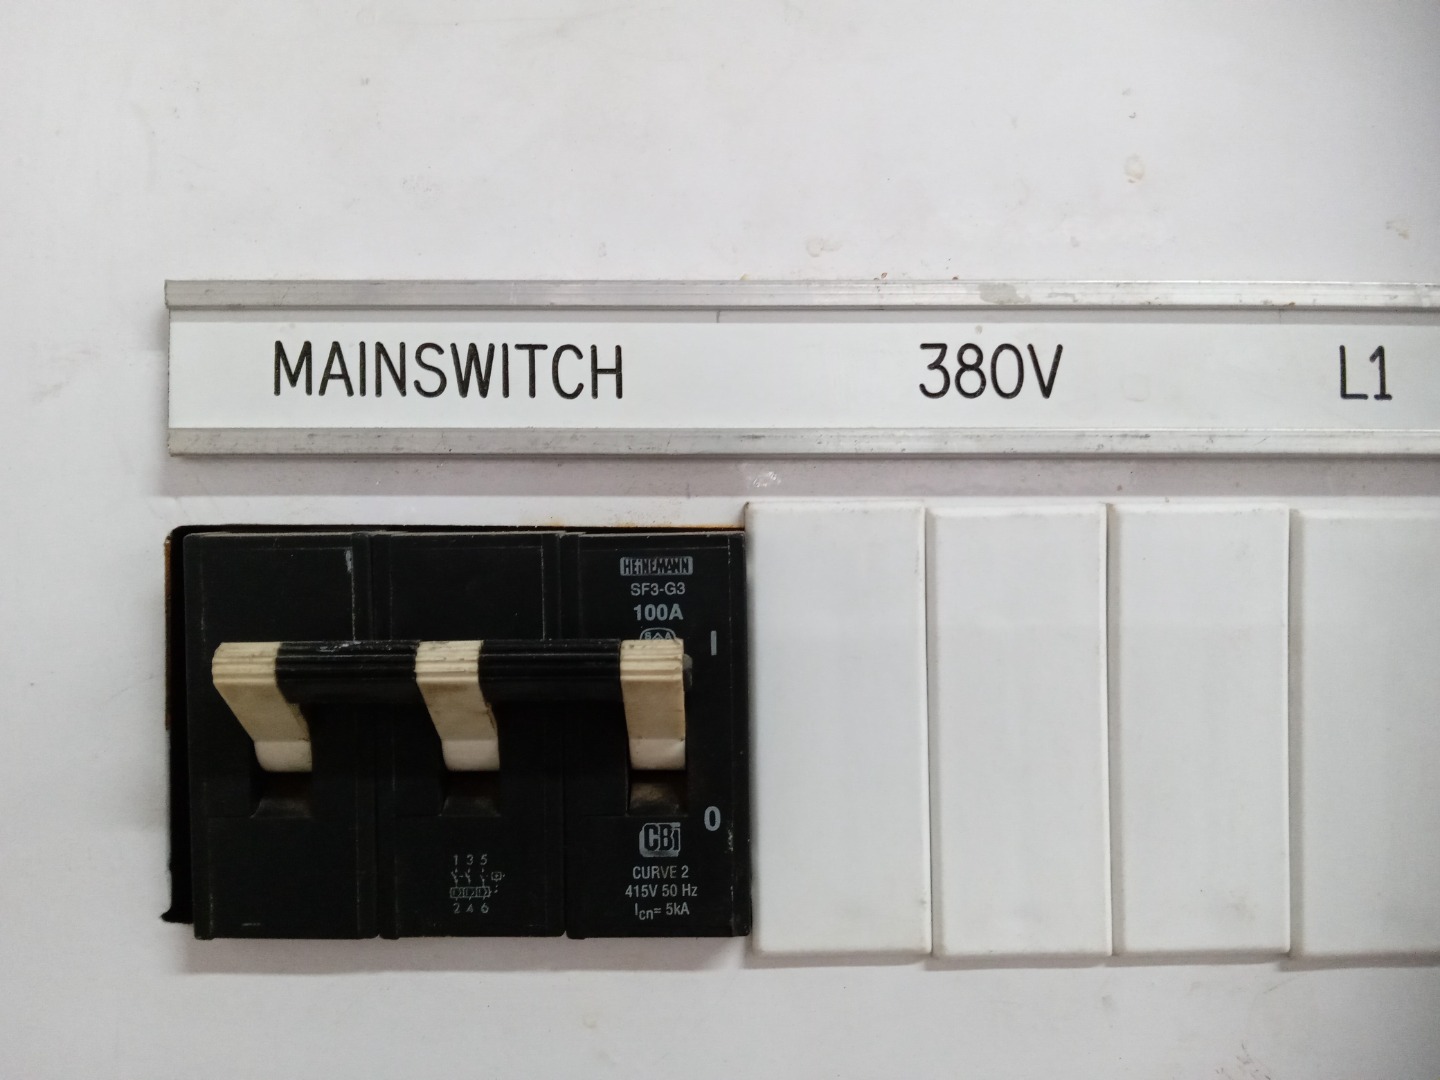 MAINSWITCH 380V L1
HEINEMANN
SF3-G3
100A
I
0
CBi
1 3 5
2 4 6
CURVE 2
415V 50 Hz
Icn= 5kA